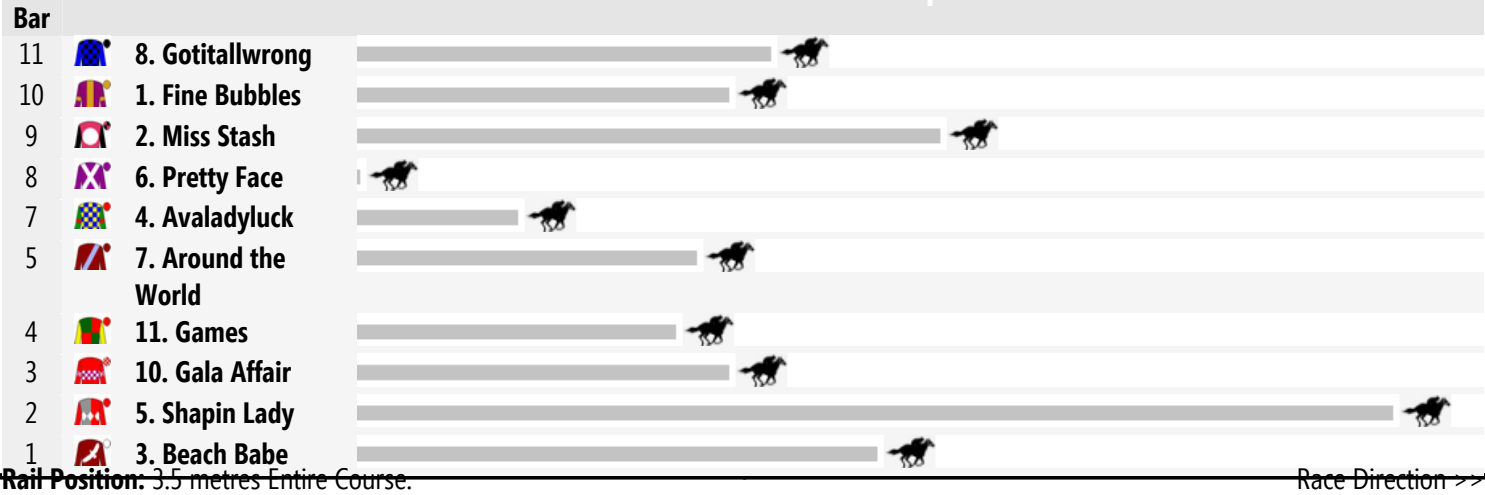 Bar
11 8. Gotitallwrong
10 1. Fine Bubbles
9 2. Miss Stash
8 6. Pretty Face
7 4. Avaladyluck
5 7. Around the
World
4 11. Games
3 10. Gala Affair
2 5. Shapin Lady
1 3. Beach Babe
Rail Position: 3.5 metres Entire Course. Race Direction >>